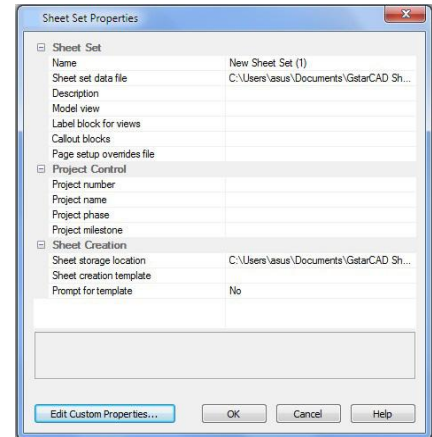 Sheet Set Properties
Sheet Set
Name New Sheet Set (1)
Sheet set data file C:\Users\asus\Documents\GstarCAD Sh...
Description
Model view
Label block for views
Callout blocks
Page setup overrides file
Project Control
Project number
Project name
Project phase
Project milestone
Sheet Creation
Sheet storage location C:\Users\asus\Documents\GstarCAD Sh...
Sheet creation template
Prompt for template No
Edit Custom Properties... OK Cancel Help